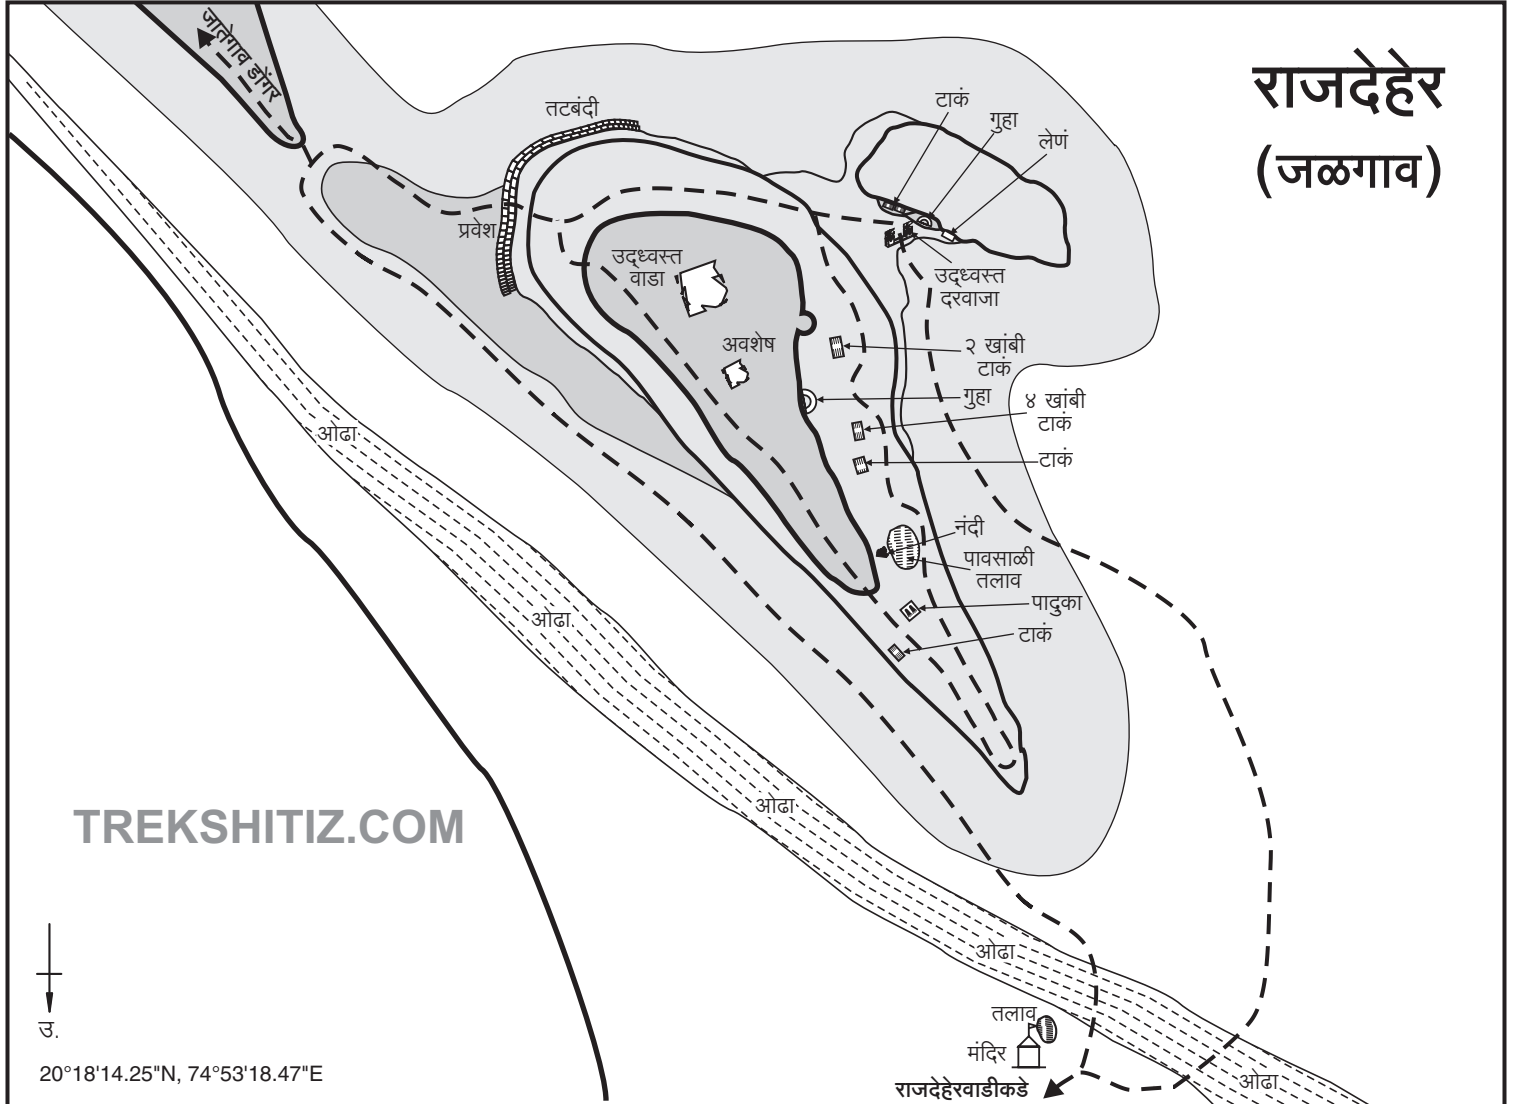 राजदेहेर
(जळगाव)
जातेगाव डोंगर
तटबंदी
टाकं
गुहा
लेणं
प्रवेश
उद्ध्वस्त
वाडा
उद्ध्वस्त
दरवाजा
अवशेष
२ खांबी
टाकं
गुहा
४ खांबी
टाकं
टाकं
ओढा
नंदी
पावसाळी
तलाव
पादुका
टाकं
ओढा
ओढा
TREKSHITIZ.COM
ओढा
तलाव
मंदिर
उ.
20°18'14.25"N, 74°53'18.47"E
राजदेहेरवाडीकडे
ओढा